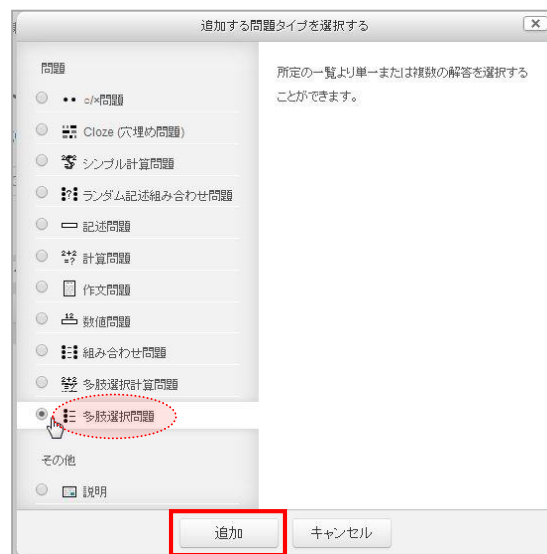 追加する問題タイプを選択する
問題
○/×問題
Cloze (穴埋め問題)
シンプル計算問題
ランダム記述組み合わせ問題
記述問題
2+2
=?
計算問題
作文問題
12
数値問題
組み合わせ問題
多肢選択計算問題
多肢選択問題
その他
説明
所定の一覧より単一または複数の解答を選択する
ことができます。
追加
キャンセル